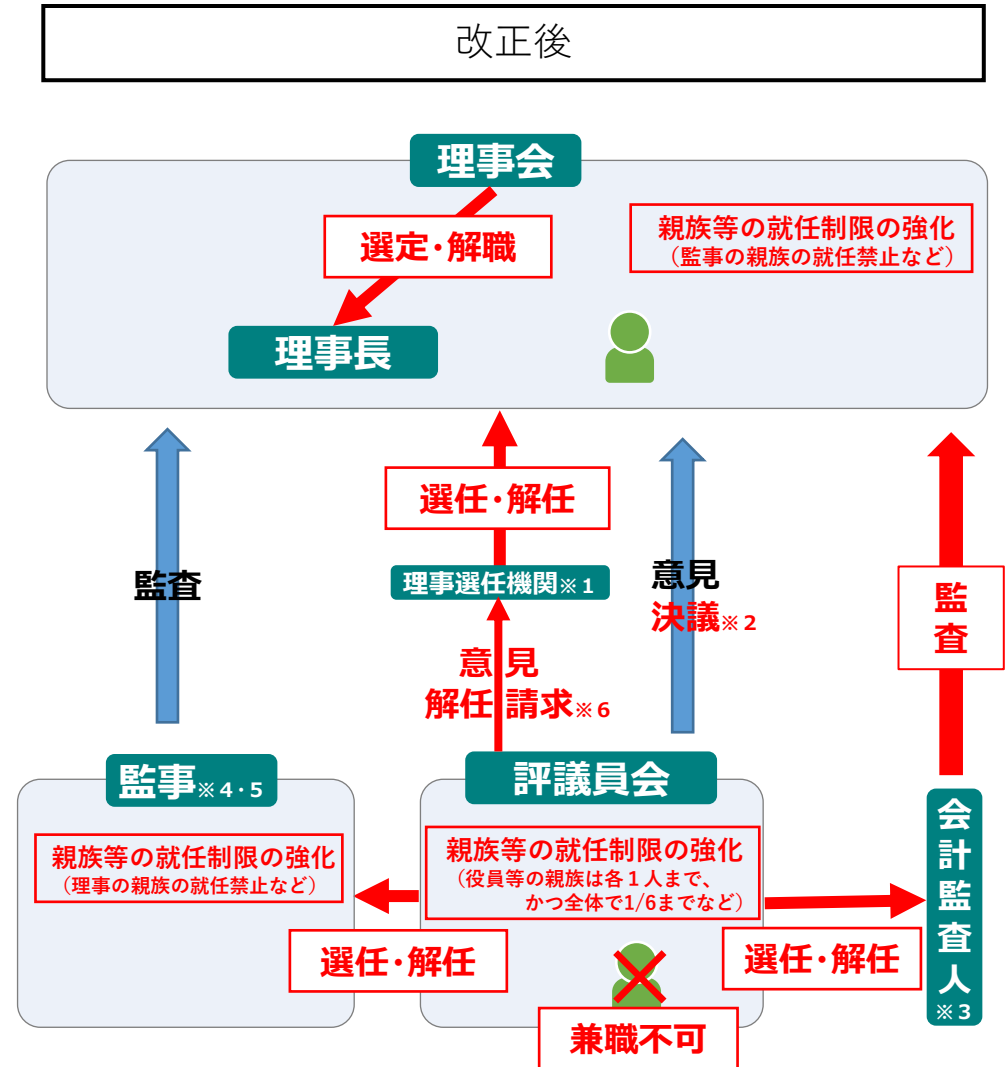 改正後
理事会
選定・解職
親族等の就任制限の強化
（監事の親族の就任禁止など）
理事長
選任・解任
理事選任機関※１
監査
意見
決議※２
監査
意見
解任請求※６
監事※４・５
評議員会
会計監査人※３
親族等の就任制限の強化
（理事の親族の就任禁止など）
親族等の就任制限の強化
（役員等の親族は各１人まで、
かつ全体で1/6までなど）
選任・解任
選任・解任
兼職不可